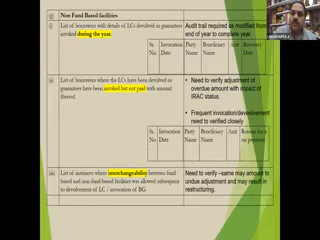 (g) Non Fund Based facilities
(i) List of borrowers with details of LCs devolved or guarantees
invoked during the year.
Audit trail required as modified from
end of year to complete year.
Sr. No. Invocation Date Party Name Beneficiary Name Amt Recovery Date
(ii) List of borrowers where the LCs have been devolved or
guarantees have been invoked but not paid with amount
thereof.
• Need to verify adjustment of
overdue amount with impact of
IRAC status.
• Frequent invocation/devolvement
need to verified closely
Sr. No. Invocation Date Party Name Beneficiary Name Amt Reason for n on payment
(iii) List of instances where interchangeability between fund
based and non fund-based facilities was allowed subsequent
to devolvement of LC / invocation of BG.
Need to verify –same may amount to
undue adjustment and may result in
restructuring.